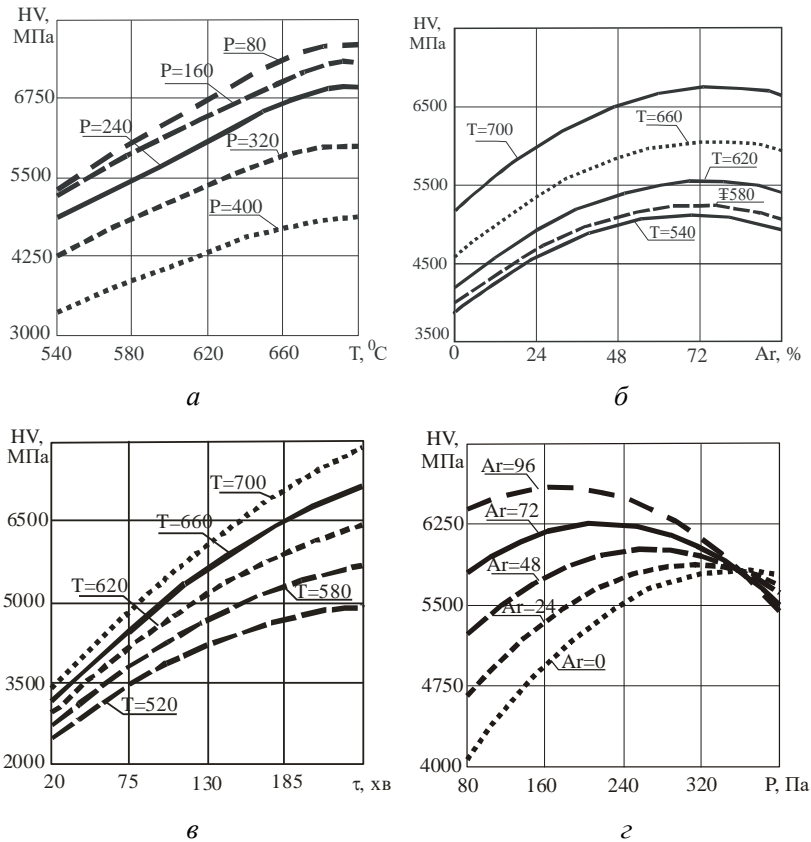 HV,
МПа
P=80
P=160
6750
P=240
P=320
5500
P=400
4250
3000
540 580 620 660 T, ⁰C
а
HV,
МПа
6500
T=700
T=660
T=620
5500
T=580
T=540
4500
3500
0 24 48 72 Ar, %
б
HV,
МПа
T=700
6500
T=660
T=620
T=580
5000
3500
T=520
2000
20 75 130 185 τ, хв
в
HV,
МПа
Ar=96
6250
Ar=72
Ar=48
5500
Ar=24
Ar=0
4750
4000
80 160 240 320 P, Па
г